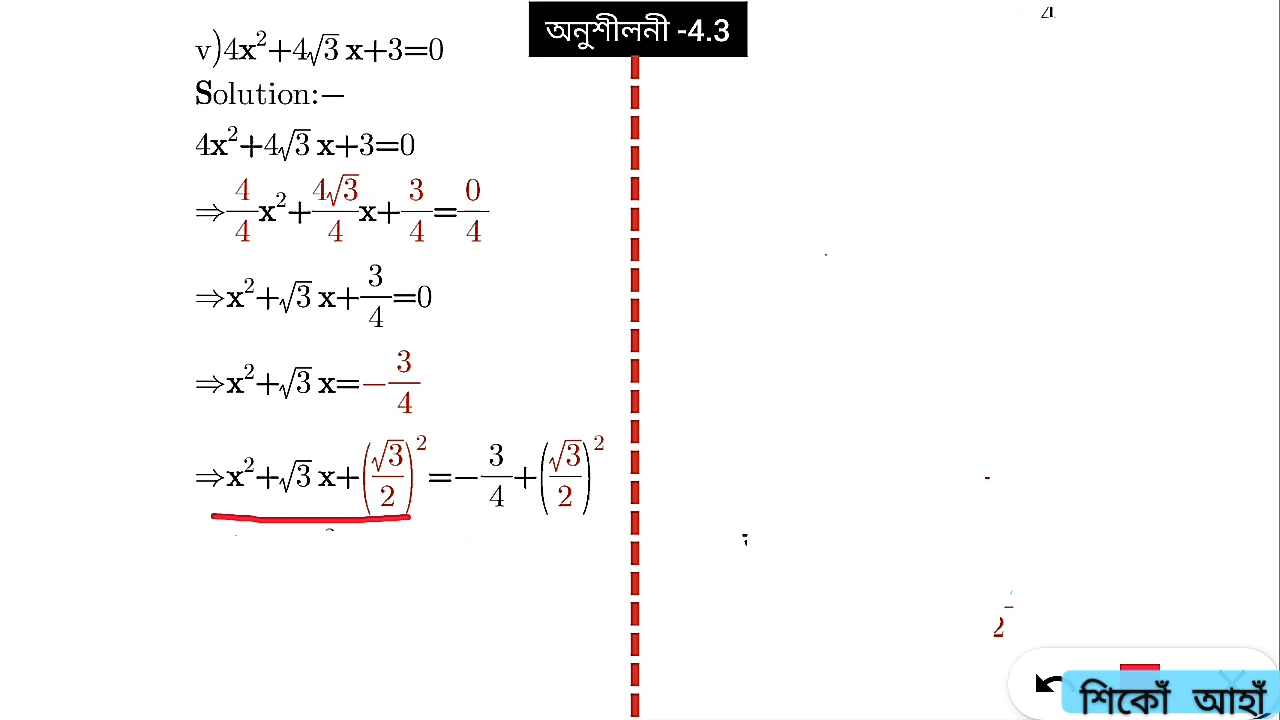 অনুশীলনী -4.3
v)4x²+4√3 x+3=0
Solution:−
4x²+4√3 x+3=0
⇒4/4x²+4√3/4x+3/4=0/4
⇒x²+√3 x+3/4=0
⇒x²+√3 x=−3/4
⇒x²+√3 x+(√3/2)²=−3/4+(√3/2)²
2
শিকোঁ আহাঁ